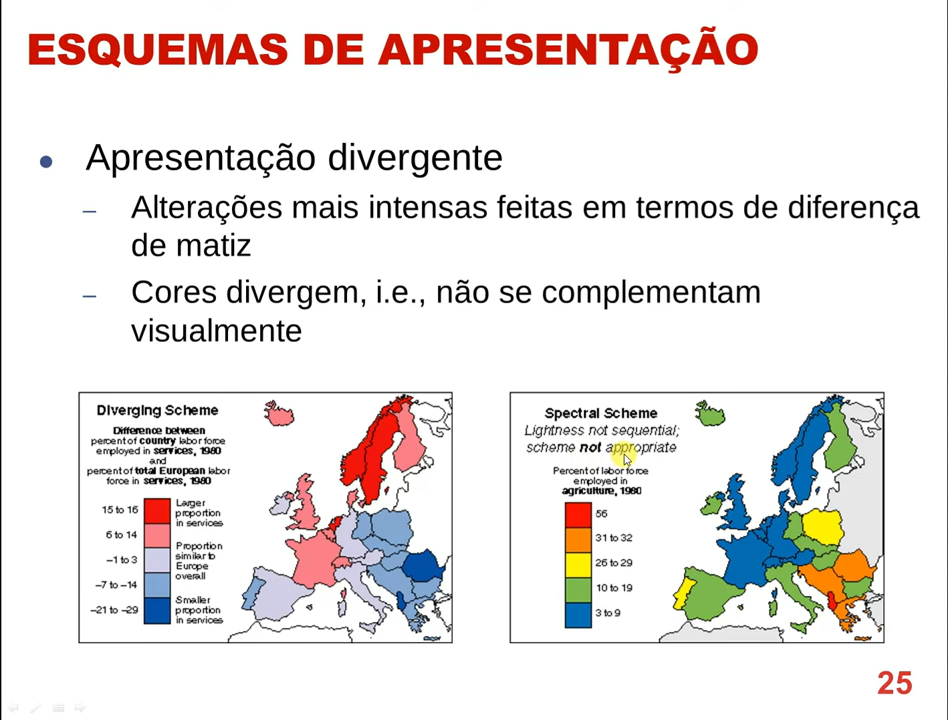 ESQUEMAS DE APRESENTAÇÃO
● Apresentação divergente
– Alterações mais intensas feitas em termos de diferença
de matiz
– Cores divergem, i.e., não se complementam
visualmente
Diverging Scheme
Difference between
percent of country labor force
employed in services, 1980
and
percent of total European labor
force in services, 1980
15 to 16
6 to 14
–1 to 3
–7 to –14
–21 to –29
Larger
proportion
in services
Proportion
similar to
Europe
overall
Smaller
proportion
in services
Spectral Scheme
Lightness not sequential;
scheme not appropriate
Percent of labor force
employed in
agriculture, 1980
56
31 to 32
26 to 29
10 to 19
3 to 9
25